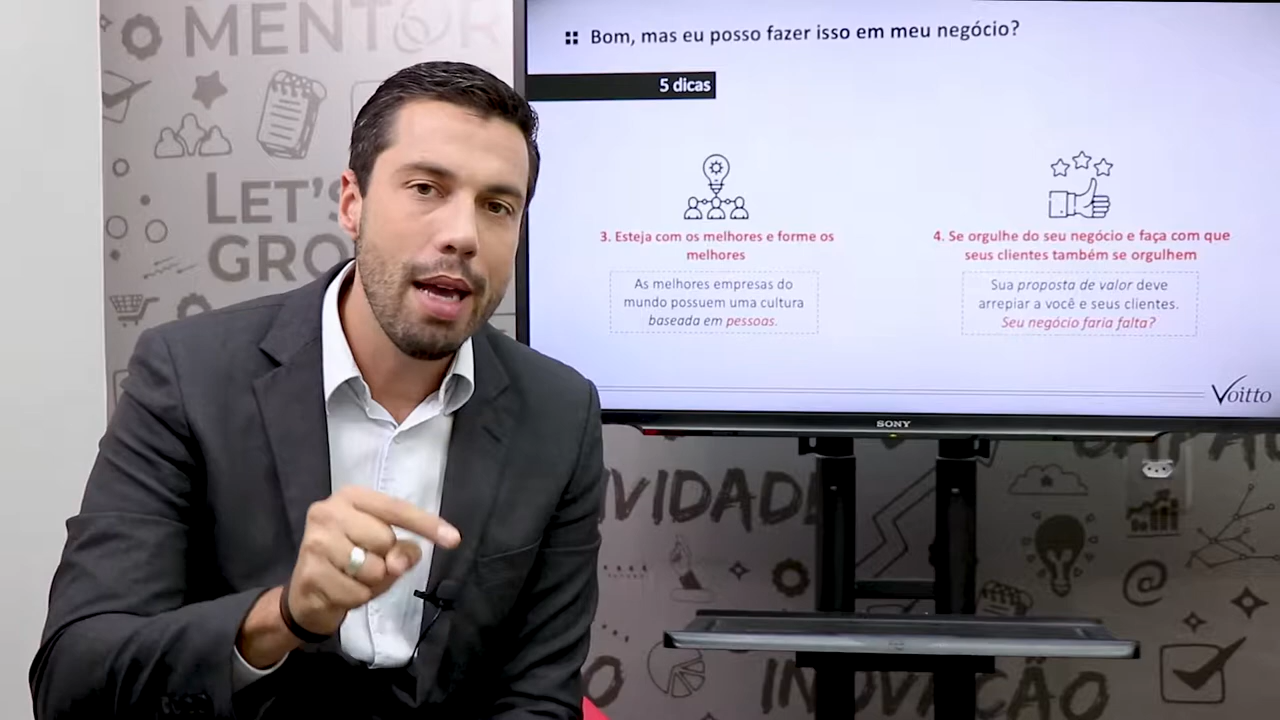 MENTOR
LET'S
GRO
Bom, mas eu posso fazer isso em meu negócio?
5 dicas
3. Esteja com os melhores e forme os
melhores
As melhores empresas do
mundo possuem uma cultura
baseada em pessoas.
4. Se orgulhe do seu negócio e faça com que
seus clientes também se orgulhem
Sua proposta de valor deve
arrepiar a você e seus clientes.
Seu negócio faria falta?
Voitto
SONY
IVIDADE
INOVAÇÃO